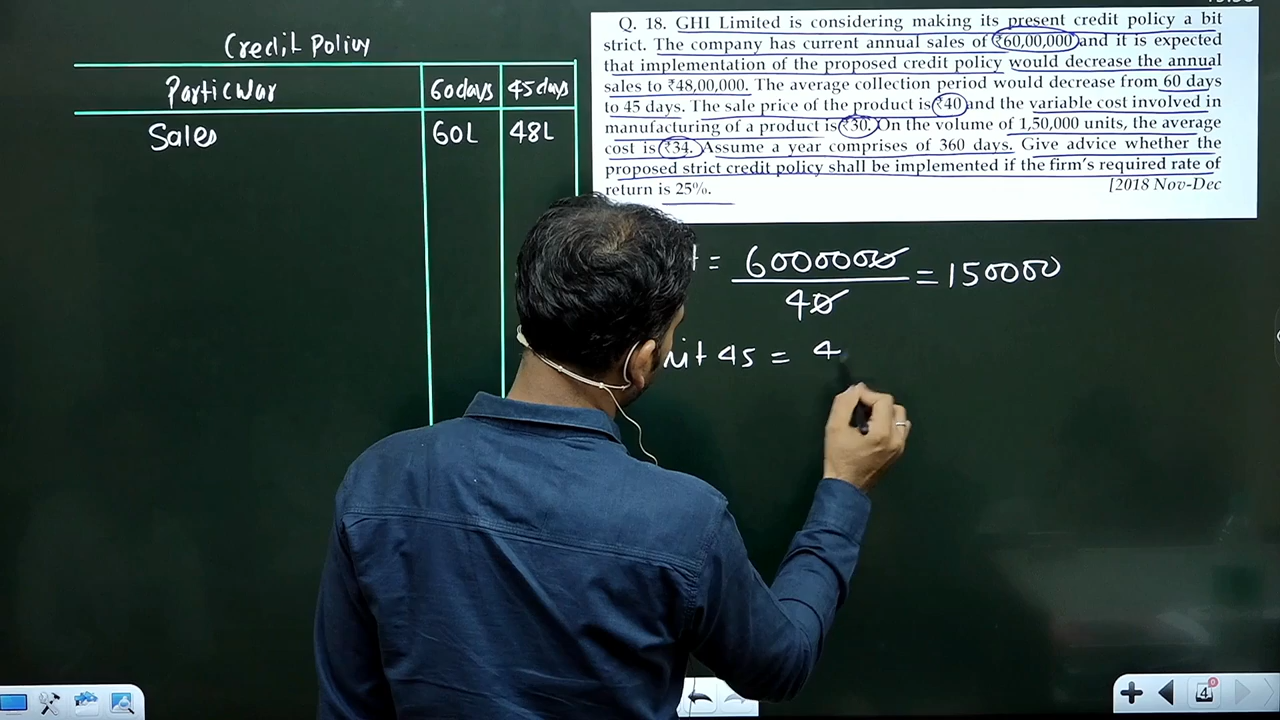 Credit Policy
Particular 60days 45days
Sales 60L 48L
Q. 18. GHI Limited is considering making its present credit policy a bit
strict. The company has current annual sales of ₹60,00,000 and it is expected
that implementation of the proposed credit policy would decrease the annual
sales to ₹48,00,000. The average collection period would decrease from 60 days
to 45 days. The sale price of the product is ₹40 and the variable cost involved in
manufacturing of a product is ₹30. On the volume of 1,50,000 units, the average
cost is ₹34. Assume a year comprises of 360 days. Give advice whether the
proposed strict credit policy shall be implemented if the firm's required rate of
return is 25%. [2018 Nov-Dec
= 6000000 / 40 = 150000
45 = 4
4